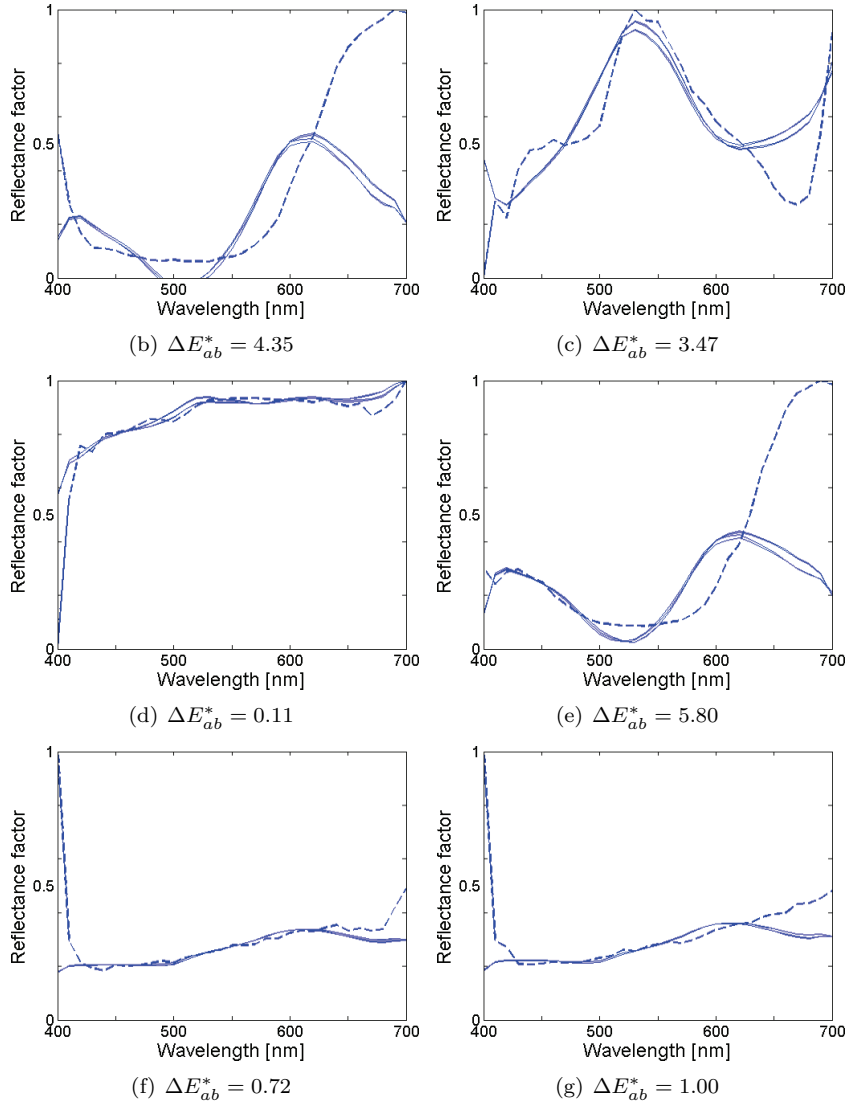 1
0.5
0
Reflectance factor
400 500 600 700
Wavelength [nm]
(b) ΔE*ab = 4.35
1
0.5
0
Reflectance factor
400 500 600 700
Wavelength [nm]
(c) ΔE*ab = 3.47
1
0.5
0
Reflectance factor
400 500 600 700
Wavelength [nm]
(d) ΔE*ab = 0.11
1
0.5
0
Reflectance factor
400 500 600 700
Wavelength [nm]
(e) ΔE*ab = 5.80
1
0.5
0
Reflectance factor
400 500 600 700
Wavelength [nm]
(f) ΔE*ab = 0.72
1
0.5
0
Reflectance factor
400 500 600 700
Wavelength [nm]
(g) ΔE*ab = 1.00